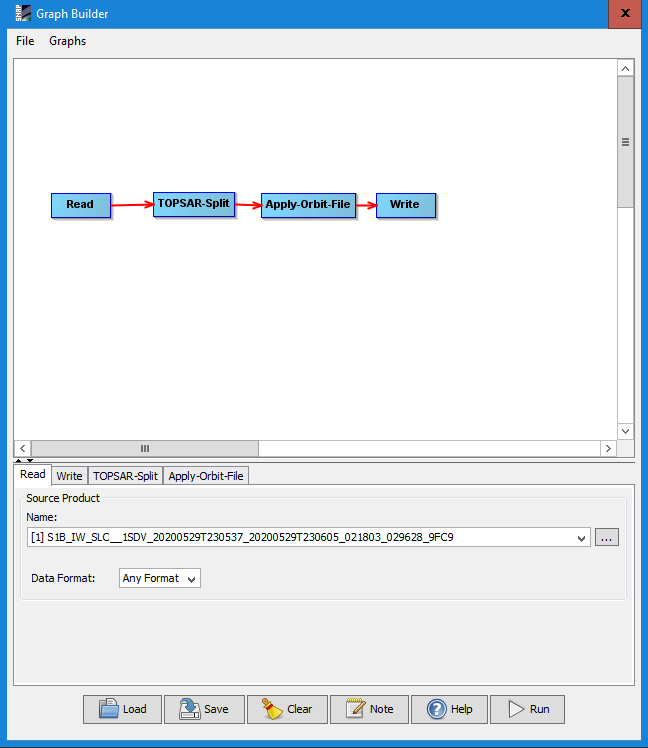 SNAP Graph Builder X
File Graphs
Read TOPSAR-Split Apply-Orbit-File Write
Read Write TOPSAR-Split Apply-Orbit-File
Source Product
Name:
[1] S1B_IW_SLC__1SDV_20200529T230537_20200529T230605_021803_029628_9FC9 ...
Data Format: Any Format
Load Save Clear Note Help Run